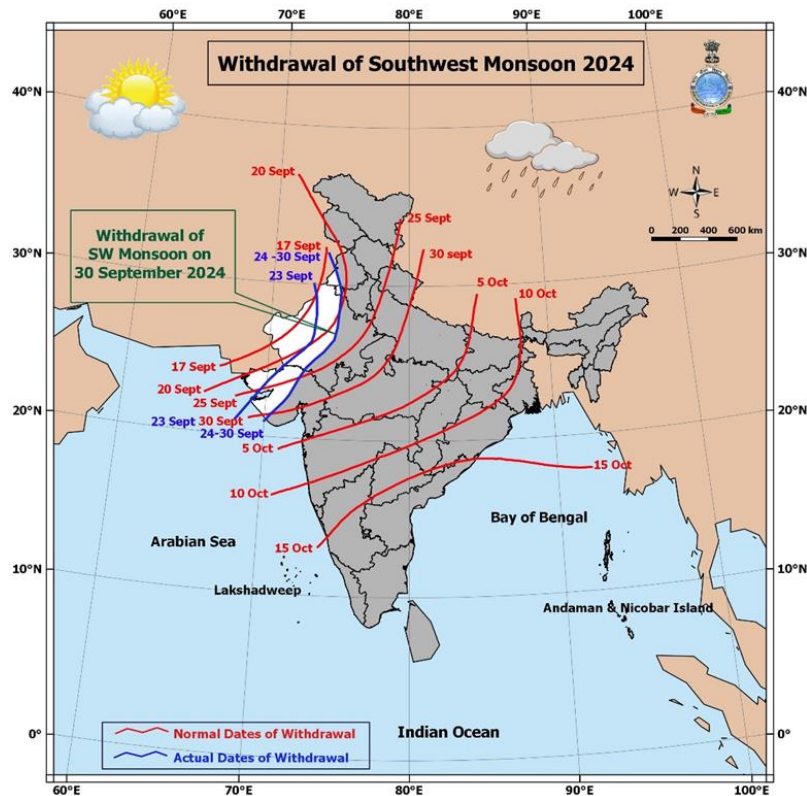 60°E
70°E
80°E
90°E
100°E
Withdrawal of Southwest Monsoon 2024
40°N
40°N
20 Sept
N
W
E
S
0 200 400 600 km
25 Sept
Withdrawal of
SW Monsoon on
30 September 2024
17 Sept
24 -30 Sept
30 sept
30°N
30°N
23 Sept
5 Oct
10 Oct
17 Sept
20 Sept
25 Sept
20°N
20°N
23 Sept
30 Sept
24-30 Sept
5 Oct
15 Oct
10 Oct
Bay of Bengal
Arabian Sea
15 Oct
10°N
10°N
Lakshadweep
Andaman & Nicobar Island
0°
0°
Normal Dates of Withdrawal
Indian Ocean
Actual Dates of Withdrawal
60°E
70°E
80°E
90°E
100°E